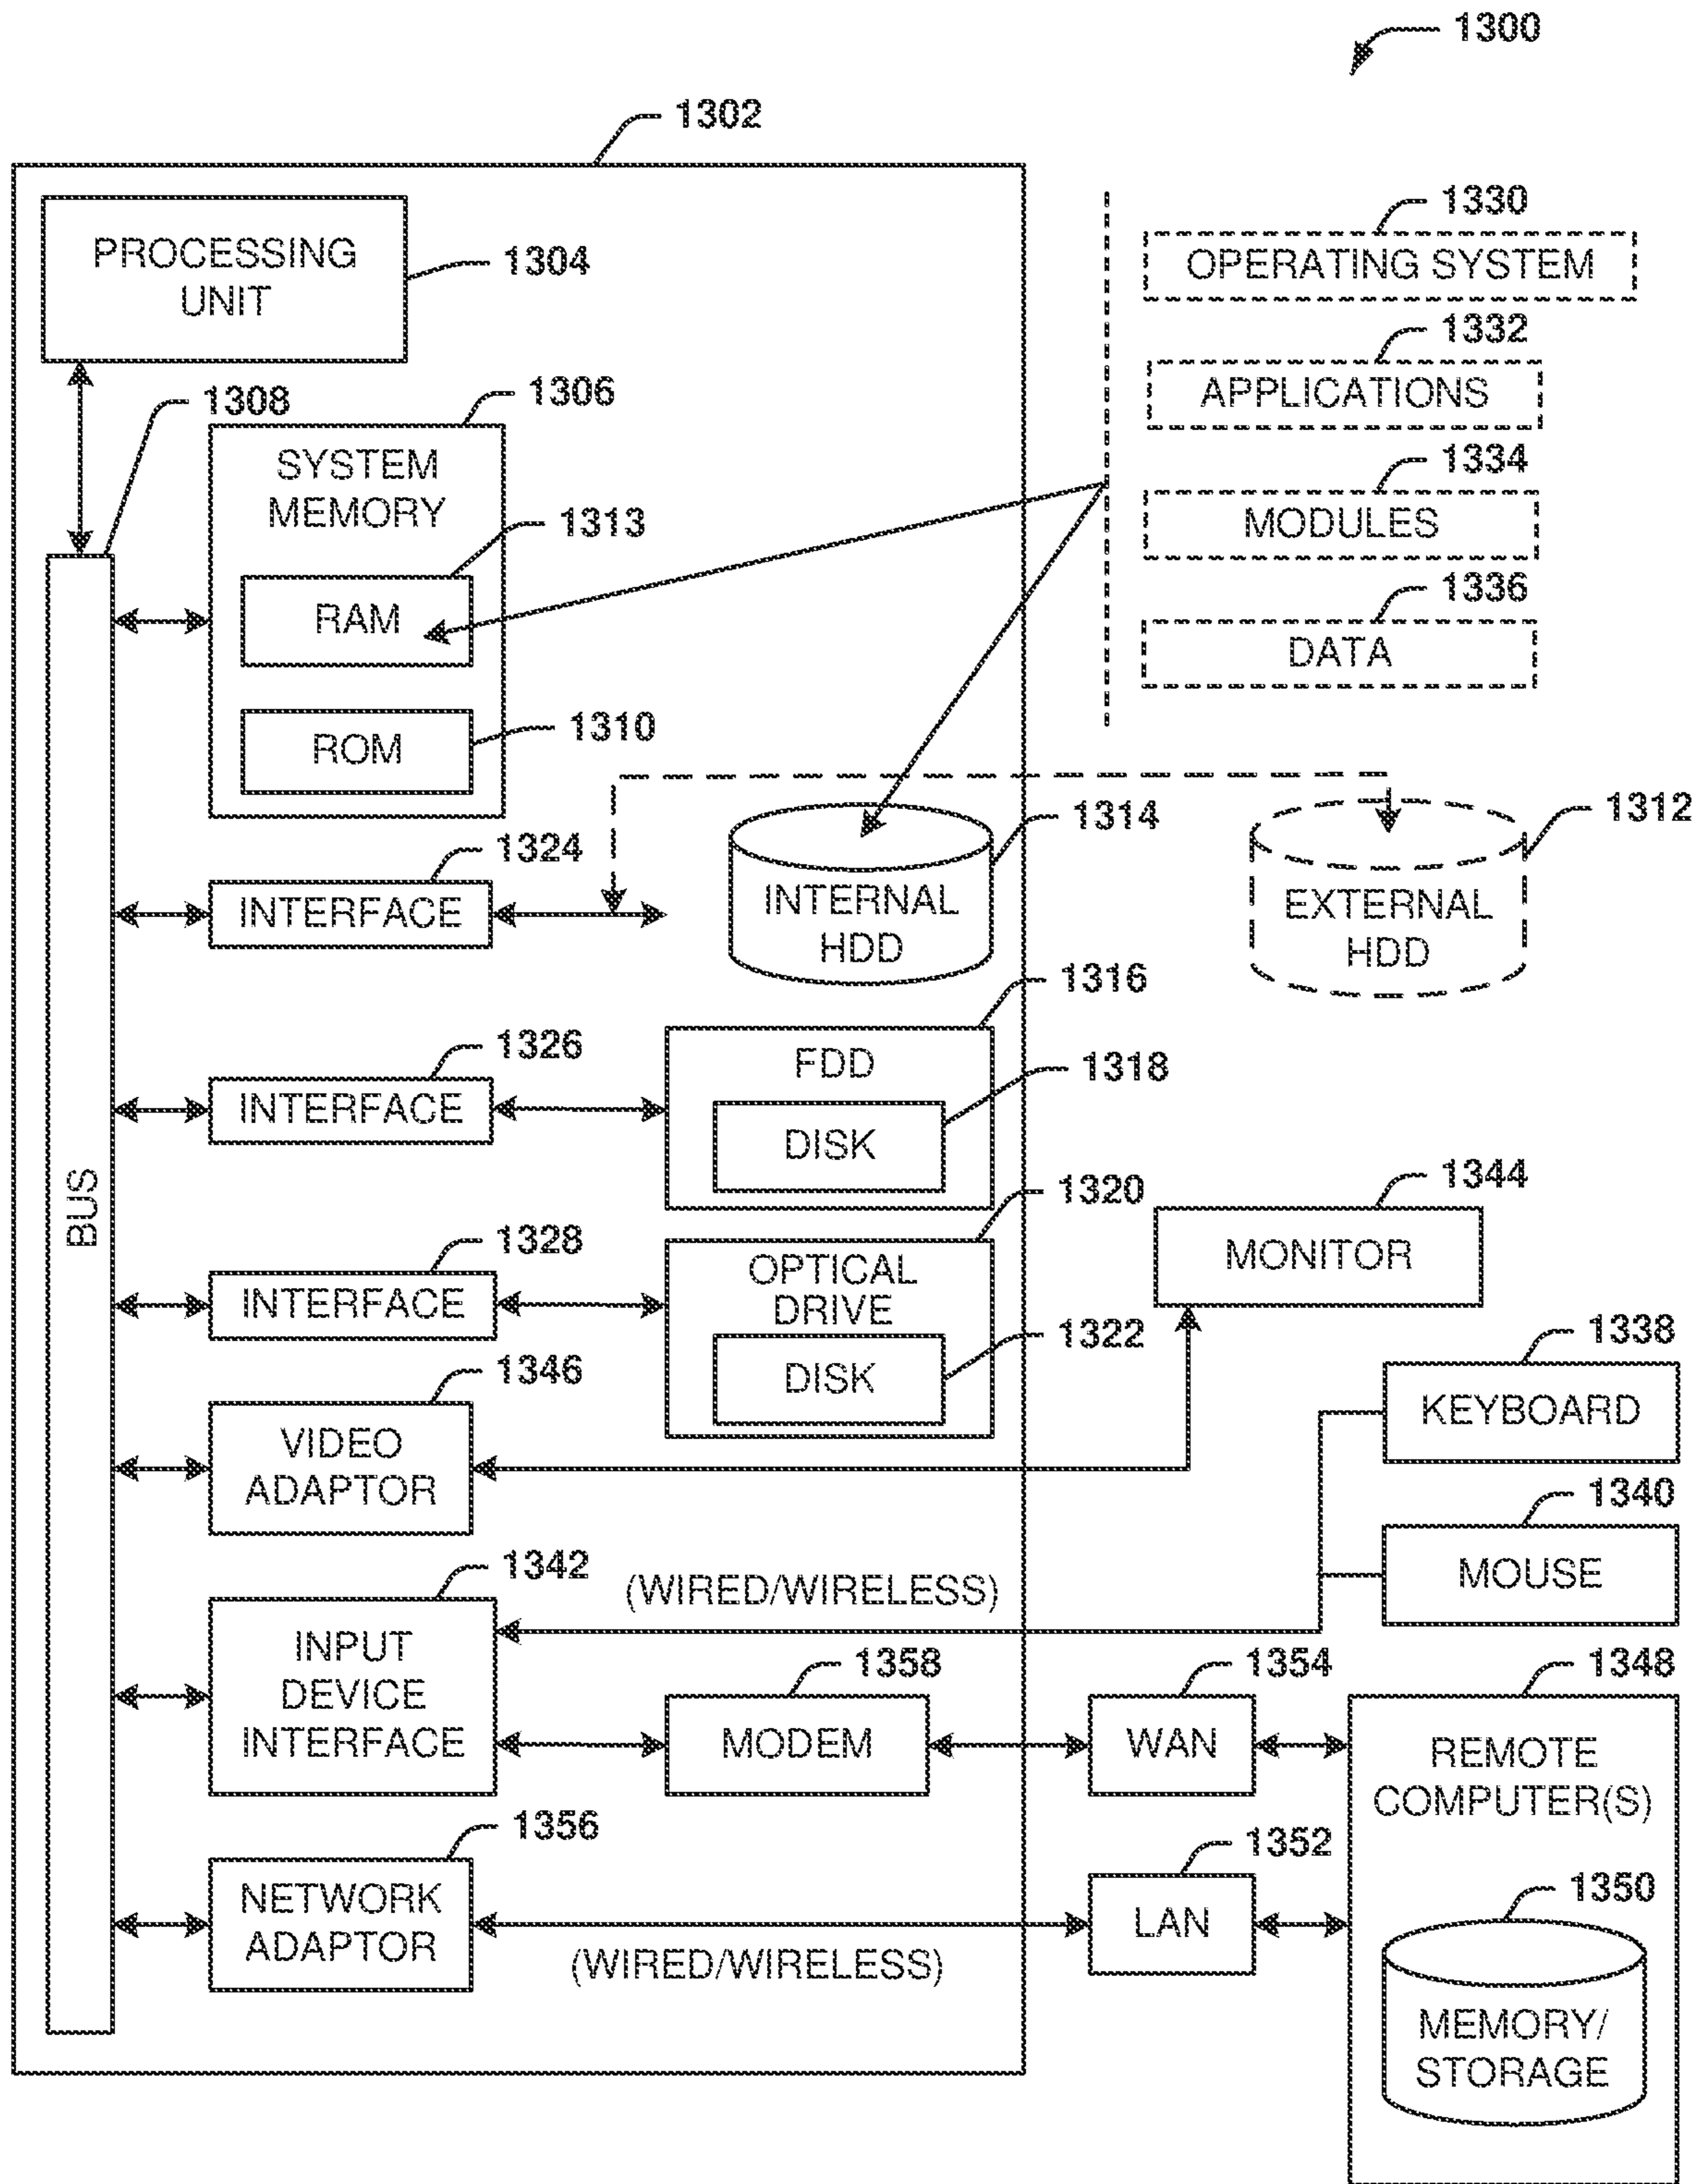 1300
1302
PROCESSING
UNIT
1304
1308
1306
SYSTEM
MEMORY
1313
RAM
1310
ROM
1330
OPERATING SYSTEM
1332
APPLICATIONS
1334
MODULES
1336
DATA
1324
INTERFACE
1314
INTERNAL
HDD
1312
EXTERNAL
HDD
1326
INTERFACE
1316
FDD
1318
DISK
BUS
1328
INTERFACE
1320
OPTICAL
DRIVE
1322
DISK
1344
MONITOR
1346
VIDEO
ADAPTOR
1338
KEYBOARD
1340
MOUSE
1342
INPUT
DEVICE
INTERFACE
(WIRED/WIRELESS)
1358
MODEM
1354
WAN
1348
REMOTE
COMPUTER(S)
1356
NETWORK
ADAPTOR
(WIRED/WIRELESS)
1352
LAN
1350
MEMORY/
STORAGE